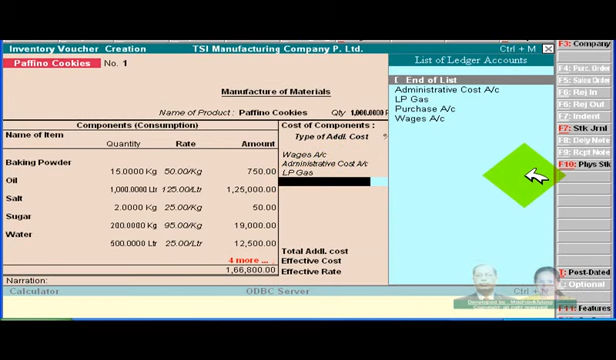 Inventory Voucher Creation TSI Manufacturing Company P. Ltd. Ctrl + M
Paffino Cookies No. 1
Manufacture of Materials
Name of Product : Paffino Cookies Qty 1,000.0000
Components (Consumption) Cost of Components :
Name of Item Type of Addl. Cost %
Quantity Rate Amount
Baking Powder
15.0000 Kg 50.00/Kg 750.00
Oil
1,000.0000 Ltr 125.00/Ltr 1,25,000.00
Salt
2.0000 Kg 25.00/Kg 50.00
Sugar
200.0000 Kg 95.00/Kg 19,000.00
Water
500.0000 Ltr 25.00/Ltr 12,500.00
4 more ...
1,66,800.00
Wages A/c
Administrative Cost A/c
LP Gas
Total Addl. cost
Effective Cost
Effective Rate
Narration:
List of Ledger Accounts
End of List
Administrative Cost A/c
LP Gas
Purchase A/c
Wages A/c
F3: Company
F4: Purc. Order
F5: Sales Order
F6: Rej In
F6: Rej Out
F7: Indent
F7: Stk Jrnl
F8: Delv Note
F9: Rcpt Note
F10: Phys Stk
T: Post-Dated
L: Optional
F11: Features
Calculator ODBC Server Ctrl + N